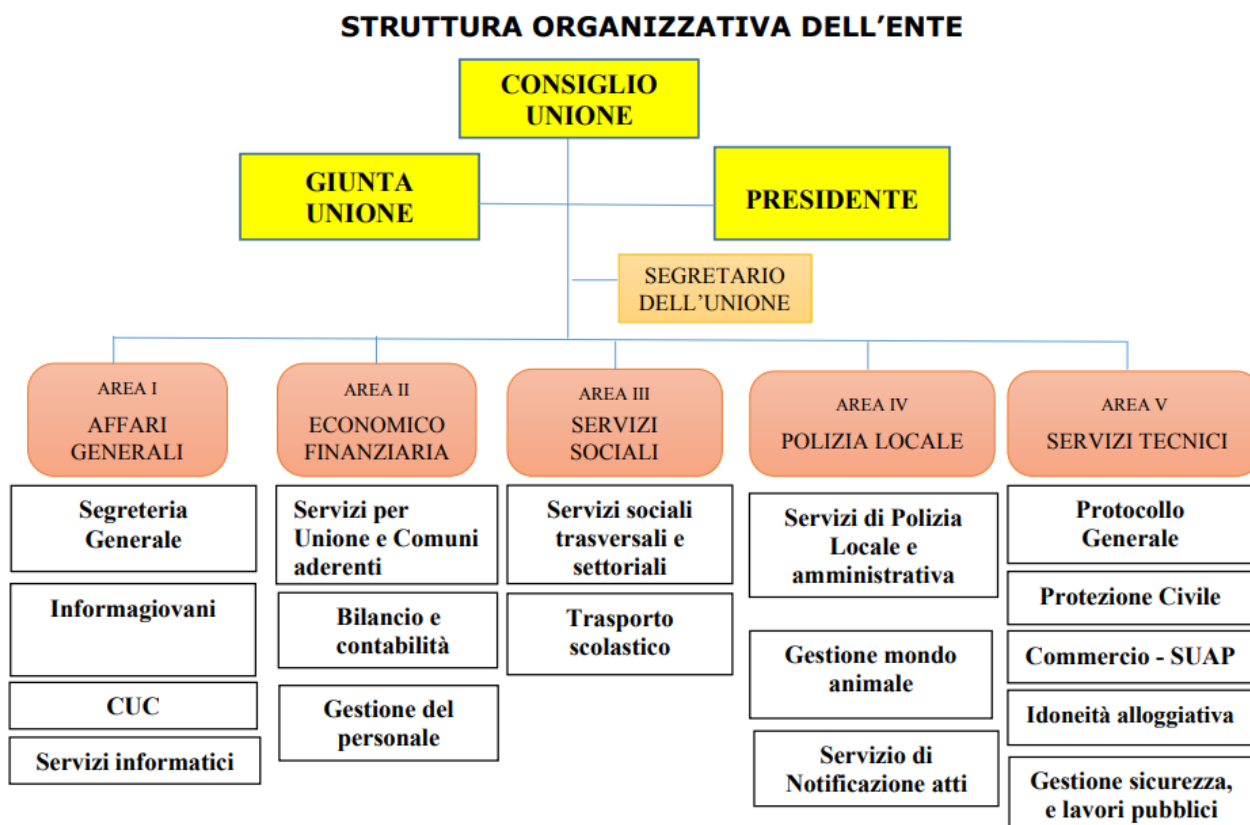 STRUTTURA ORGANIZZATIVA DELL'ENTE
CONSIGLIO
UNIONE
GIUNTA
UNIONE
PRESIDENTE
SEGRETARIO
DELL'UNIONE
AREA I
AFFARI
GENERALI
AREA II
ECONOMICO
FINANZIARIA
AREA III
SERVIZI
SOCIALI
AREA IV
POLIZIA LOCALE
AREA V
SERVIZI TECNICI
Segreteria
Generale
Informagiovani
CUC
Servizi informatici
Servizi per
Unione e Comuni
aderenti
Bilancio e
contabilità
Gestione del
personale
Servizi sociali
trasversali e
settoriali
Trasporto
scolastico
Servizi di Polizia
Locale e
amministrativa
Gestione mondo
animale
Servizio di
Notificazione atti
Protocollo
Generale
Protezione Civile
Commercio - SUAP
Idoneità alloggiativa
Gestione sicurezza,
e lavori pubblici